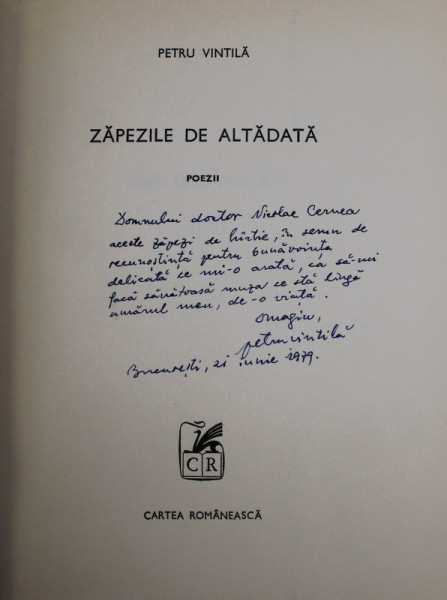 PETRU VINTILĂ
ZĂPEZILE DE ALTĂDATĂ
POEZII
Domnului doctor Nicolae Cernea
aceste zăpezi de hîrtie, în semn de
recunoștință pentru bunăvoința
delicată ce mi-o arată, ca să-mi
facă sănătoasă muza ce stă lîngă
umărul meu, de-o viață.
omagiu,
petru vintilă
București, 21 iunie 1979.
CR
CARTEA ROMÂNEASCĂ